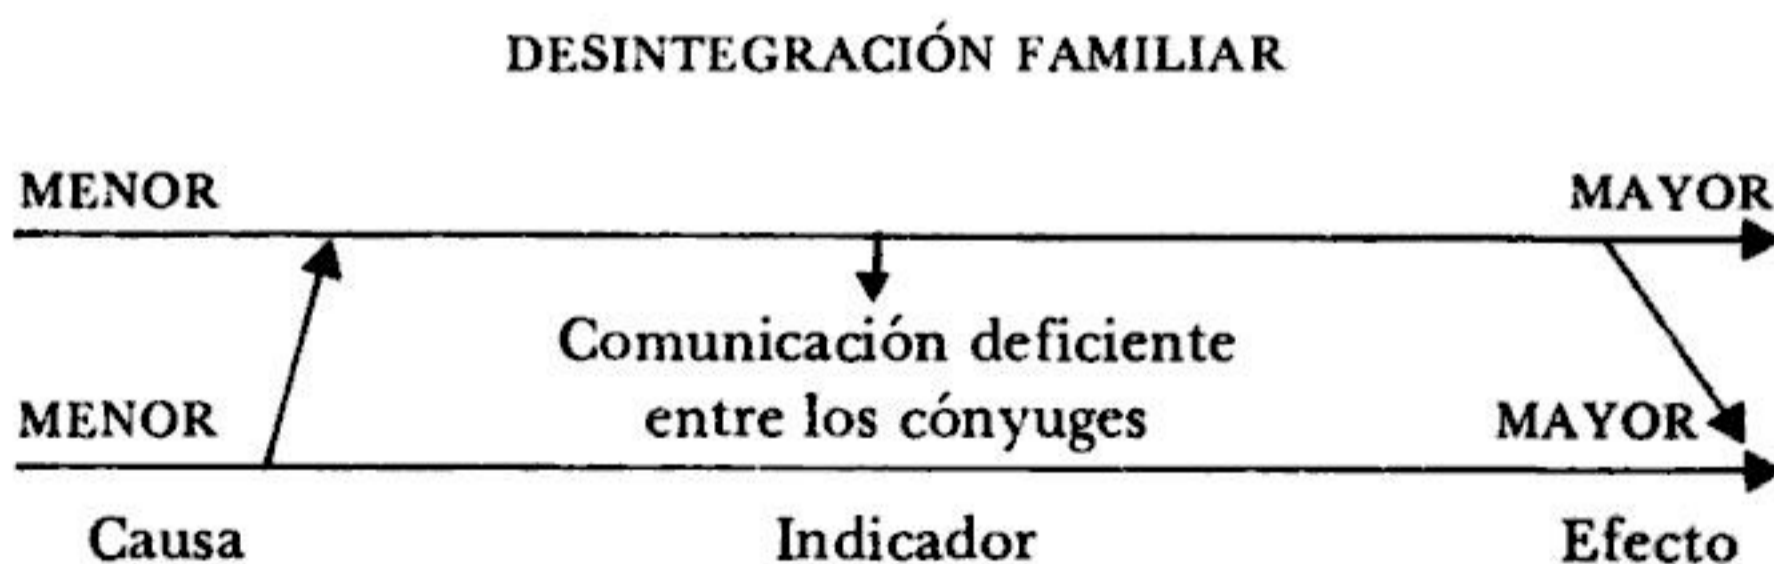 DESINTEGRACIÓN FAMILIAR
MENOR MAYOR
Comunicación deficiente
entre los cónyuges
MENOR MAYOR
Causa Indicador Efecto